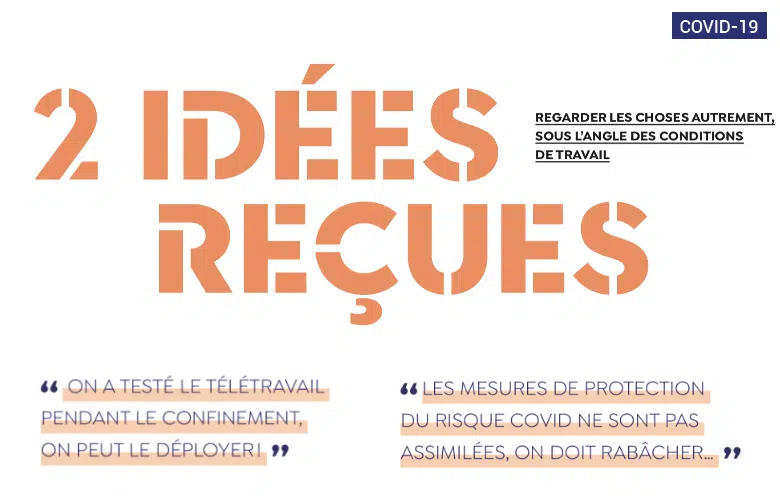 COVID-19
2 IDÉES
REÇUES
REGARDER LES CHOSES AUTREMENT,
SOUS L'ANGLE DES CONDITIONS
DE TRAVAIL
“ ON A TESTÉ LE TÉLÉTRAVAIL
PENDANT LE CONFINEMENT,
ON PEUT LE DÉPLOYER! ”
“ LES MESURES DE PROTECTION
DU RISQUE COVID NE SONT PAS
ASSIMILÉES, ON DOIT RABÂCHER... ”